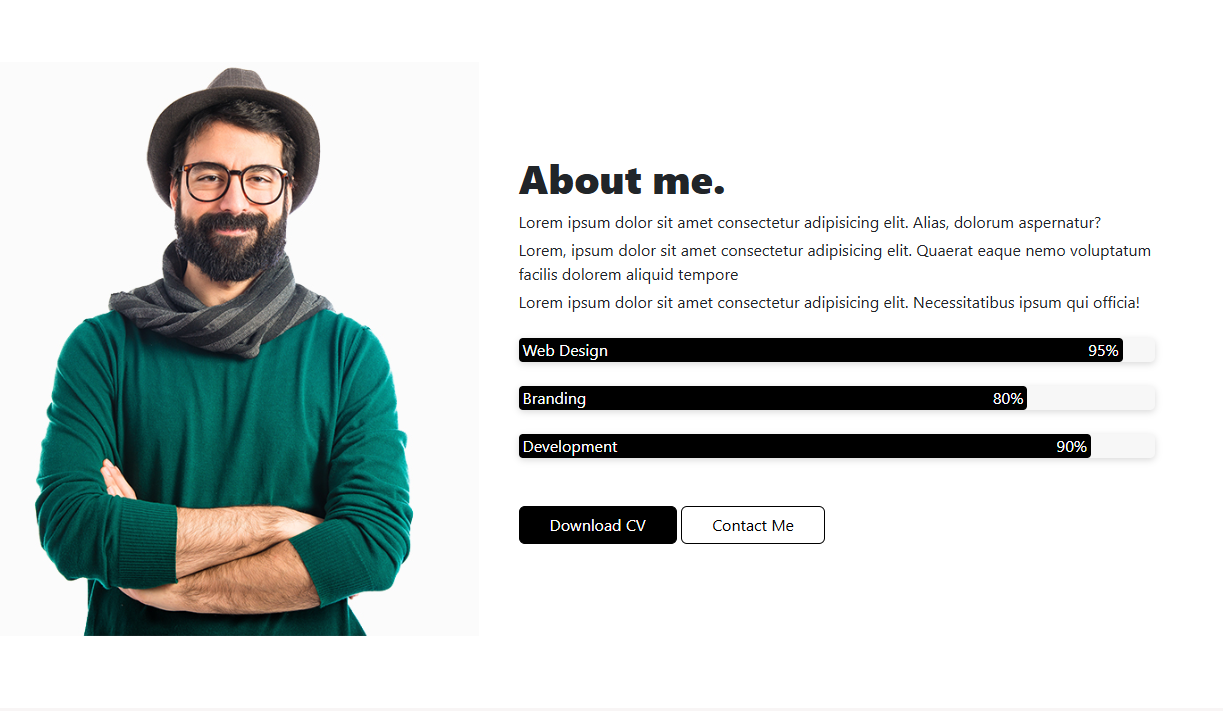 About me.
Lorem ipsum dolor sit amet consectetur adipisicing elit. Alias, dolorum aspernatur?
Lorem, ipsum dolor sit amet consectetur adipisicing elit. Quaerat eaque nemo voluptatum
facilis dolorem aliquid tempore
Lorem ipsum dolor sit amet consectetur adipisicing elit. Necessitatibus ipsum qui officia!
Web Design 95%
Branding 80%
Development 90%
Download CV Contact Me